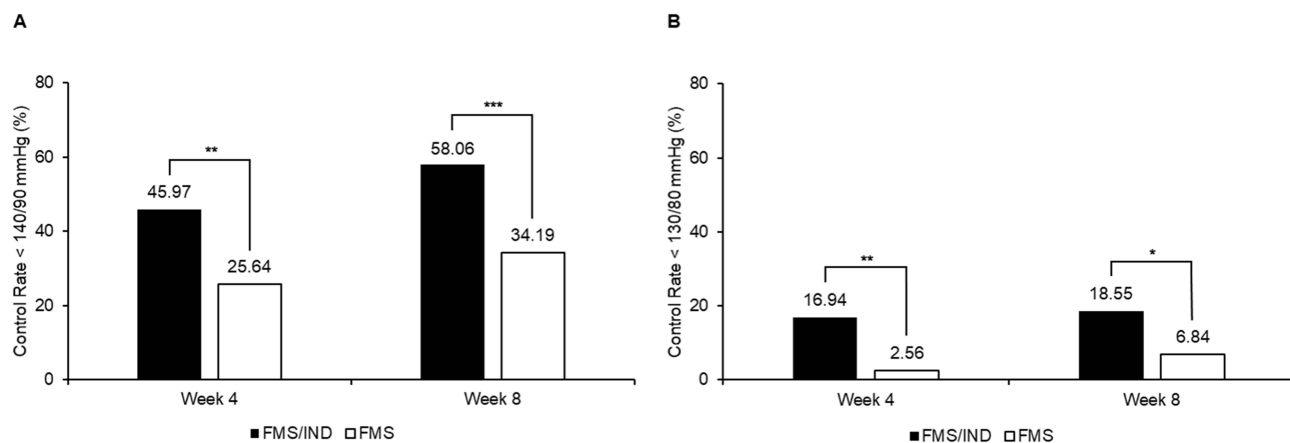 A
Control Rate < 140/90 mmHg (%)
80
60
40
20
0
**
45.97
25.64
***
58.06
34.19
Week 4
Week 8
FMS/IND FMS
B
Control Rate < 130/80 mmHg (%)
80
60
40
20
0
**
16.94
2.56
*
18.55
6.84
Week 4
Week 8
FMS/IND FMS